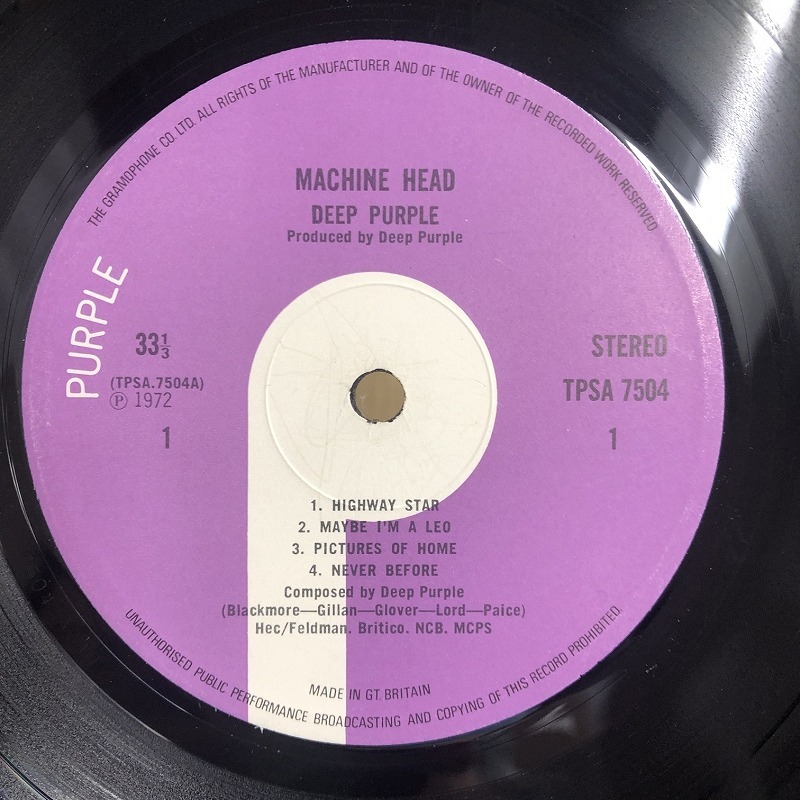 THE GRAMOPHONE CO. LTD. ALL RIGHTS OF THE MANUFACTURER AND OF THE OWNER OF THE RECORDED WORK RESERVED
MACHINE HEAD
DEEP PURPLE
Produced by Deep Purple
PURPLE
33⅓
(TPSA.7504A)
Ⓟ 1972
1
STEREO
TPSA 7504
1
1. HIGHWAY STAR
2. MAYBE I'M A LEO
3. PICTURES OF HOME
4. NEVER BEFORE
Composed by Deep Purple
(Blackmore—Gillan—Glover—Lord—Paice)
Hec/Feldman. Britico. NCB. MCPS
MADE IN GT. BRITAIN
UNAUTHORISED PUBLIC PERFORMANCE BROADCASTING AND COPYING OF THIS RECORD PROHIBITED.